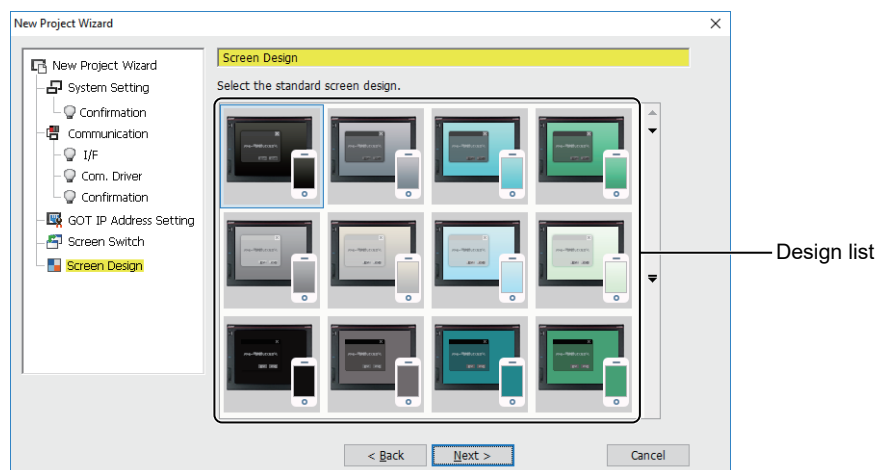 New Project Wizard
New Project Wizard
System Setting
Confirmation
Communication
I/F
Com. Driver
Confirmation
GOT IP Address Setting
Screen Switch
Screen Design
Screen Design
Select the standard screen design.
Design list
< Back
Next >
Cancel